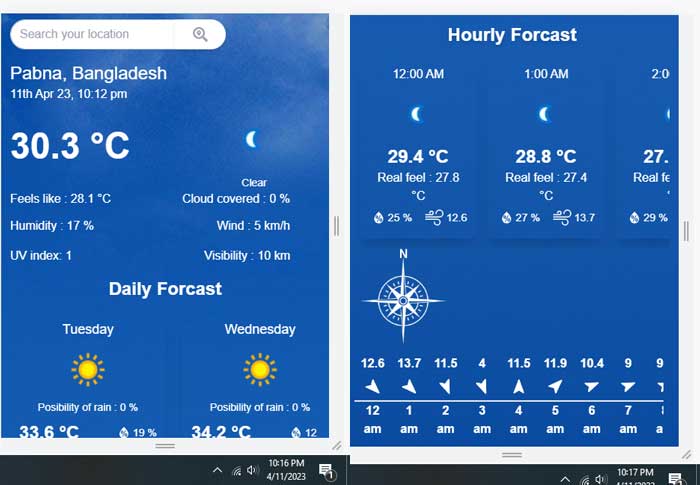 Search your location
Pabna, Bangladesh
11th Apr 23, 10:12 pm
30.3 °C
Clear
Feels like : 28.1 °C
Cloud covered : 0 %
Humidity : 17 %
Wind : 5 km/h
UV index: 1
Visibility : 10 km
Daily Forcast
Tuesday
Wednesday
Posibility of rain : 0 %
Posibility of rain : 0 %
33.6 °C
19 %
34.2 °C
12
10:16 PM
4/11/2023
1
Hourly Forcast
12:00 AM
1:00 AM
2:0
29.4 °C
28.8 °C
27.
Real feel : 27.8
°C
Real feel : 27.4
°C
Real fe
25 %
12.6
27 %
13.7
29 %
N
12.6 13.7 11.5 4 11.5 11.9 10.4 9
12 1 2 3 4 5 6 7
am am am am am am am am
10:17 PM
4/11/2023
1